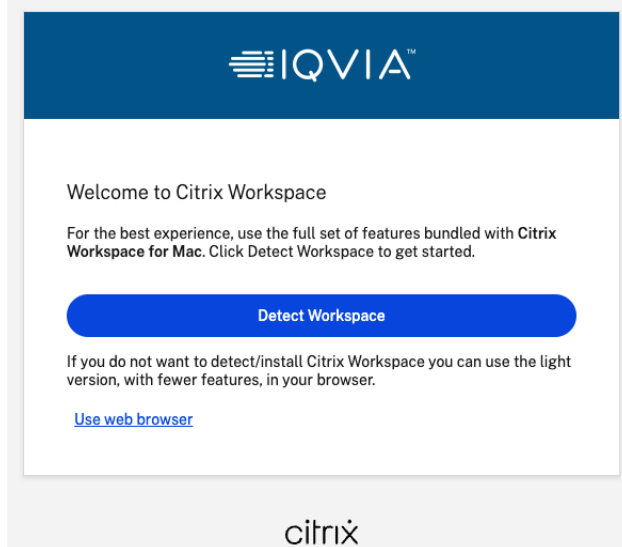 IQVIA™
Welcome to Citrix Workspace
For the best experience, use the full set of features bundled with Citrix
Workspace for Mac. Click Detect Workspace to get started.
Detect Workspace
If you do not want to detect/install Citrix Workspace you can use the light
version, with fewer features, in your browser.
Use web browser
citrix